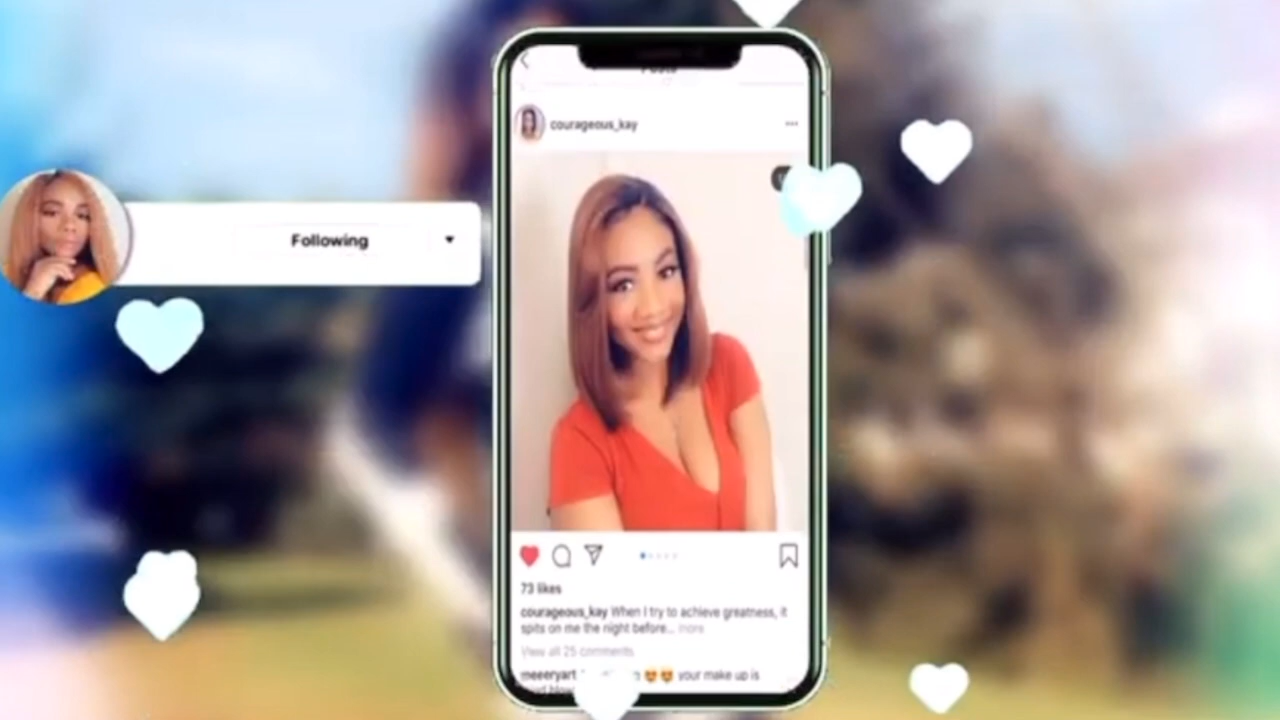 Posts
courageous_kay
Following
73 likes
courageous_kay When I try to achieve greatness, it
spits on me the night before... more
View all 25 comments
meeeryart 😍😍 your make up is